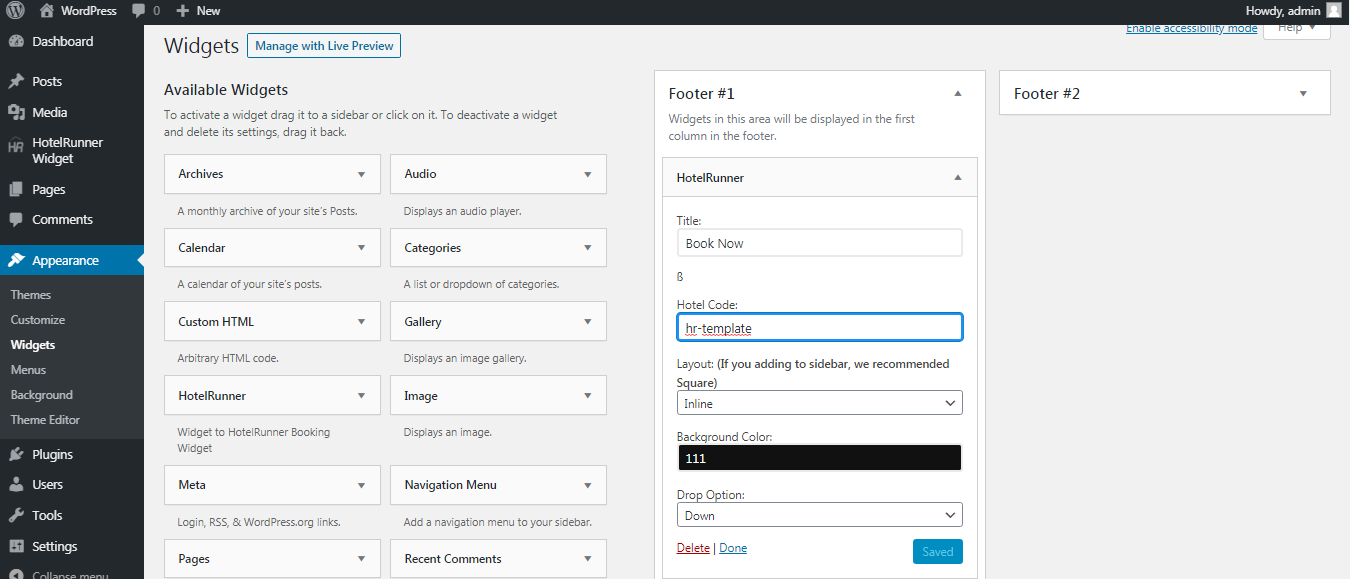 WordPress
0
New
Howdy, admin
Dashboard
Posts
Media
HotelRunner
Widget
Pages
Comments
Appearance
Themes
Customize
Widgets
Menus
Background
Theme Editor
Plugins
Users
Tools
Settings
Collapse menu
Widgets
Manage with Live Preview
Enable accessibility mode
Help
Available Widgets
To activate a widget drag it to a sidebar or click on it. To deactivate a widget
and delete its settings, drag it back.
Archives
A monthly archive of your site's Posts.
Audio
Displays an audio player.
Calendar
A calendar of your site's posts.
Categories
A list or dropdown of categories.
Custom HTML
Arbitrary HTML code.
Gallery
Displays an image gallery.
HotelRunner
Widget to HotelRunner Booking
Widget
Image
Displays an image.
Meta
Login, RSS, & WordPress.org links.
Navigation Menu
Add a navigation menu to your sidebar.
Pages
Recent Comments
Footer #1
Widgets in this area will be displayed in the first
column in the footer.
HotelRunner
Title:
Book Now
ß
Hotel Code:
hr-template
Layout: (If you adding to sidebar, we recommended
Square)
Inline
Background Color:
111
Drop Option:
Down
Delete | Done
Saved
Footer #2